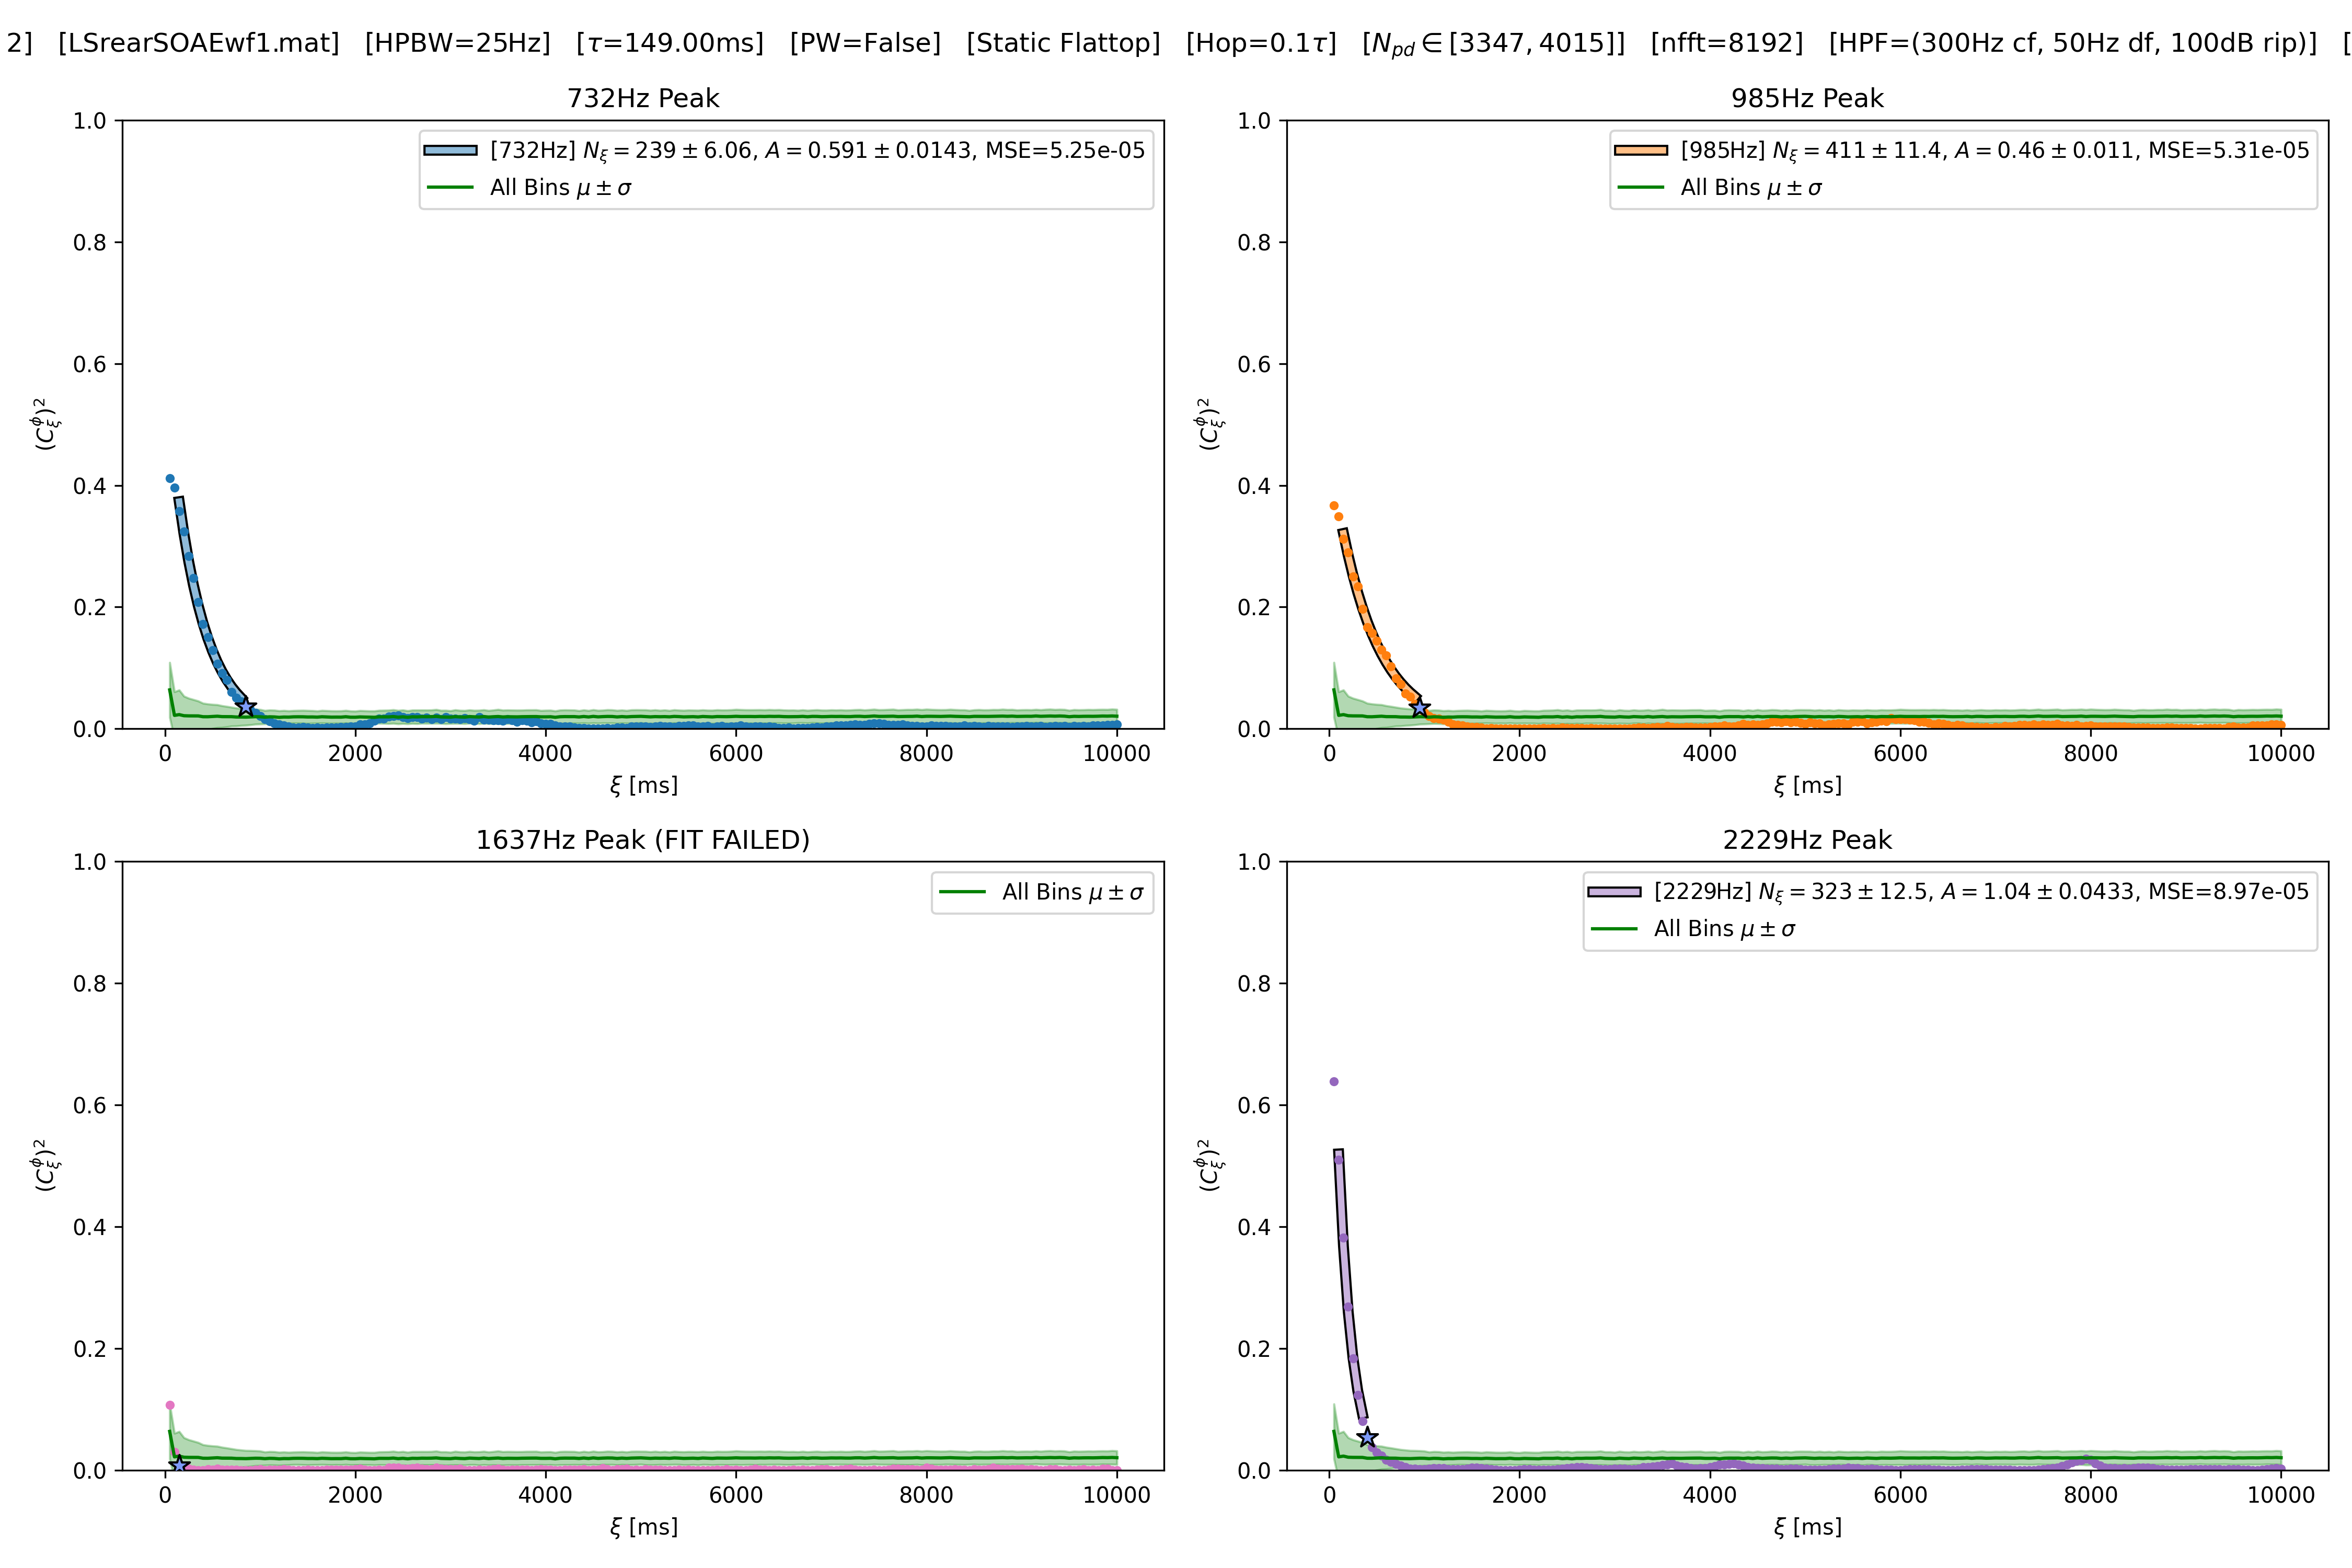 2]   [LSrearSOAEwf1.mat]   [HPBW=25Hz]   [τ=149.00ms]   [PW=False]   [Static Flattop]   [Hop=0.1τ]   [N_pd ∈ [3347, 4015]]   [nfft=8192]   [HPF=(300Hz cf, 50Hz df, 100dB rip)]   [
732Hz Peak
[732Hz] N_ξ = 239 ± 6.06, A = 0.591 ± 0.0143, MSE=5.25e-05
All Bins μ ± σ
1.0
0.8
0.6
0.4
0.2
0.0
(C_ξ^ϕ)^2
0 2000 4000 6000 8000 10000
ξ [ms]
985Hz Peak
[985Hz] N_ξ = 411 ± 11.4, A = 0.46 ± 0.011, MSE=5.31e-05
All Bins μ ± σ
1.0
0.8
0.6
0.4
0.2
0.0
(C_ξ^ϕ)^2
0 2000 4000 6000 8000 10000
ξ [ms]
1637Hz Peak (FIT FAILED)
All Bins μ ± σ
1.0
0.8
0.6
0.4
0.2
0.0
(C_ξ^ϕ)^2
0 2000 4000 6000 8000 10000
ξ [ms]
2229Hz Peak
[2229Hz] N_ξ = 323 ± 12.5, A = 1.04 ± 0.0433, MSE=8.97e-05
All Bins μ ± σ
1.0
0.8
0.6
0.4
0.2
0.0
(C_ξ^ϕ)^2
0 2000 4000 6000 8000 10000
ξ [ms]